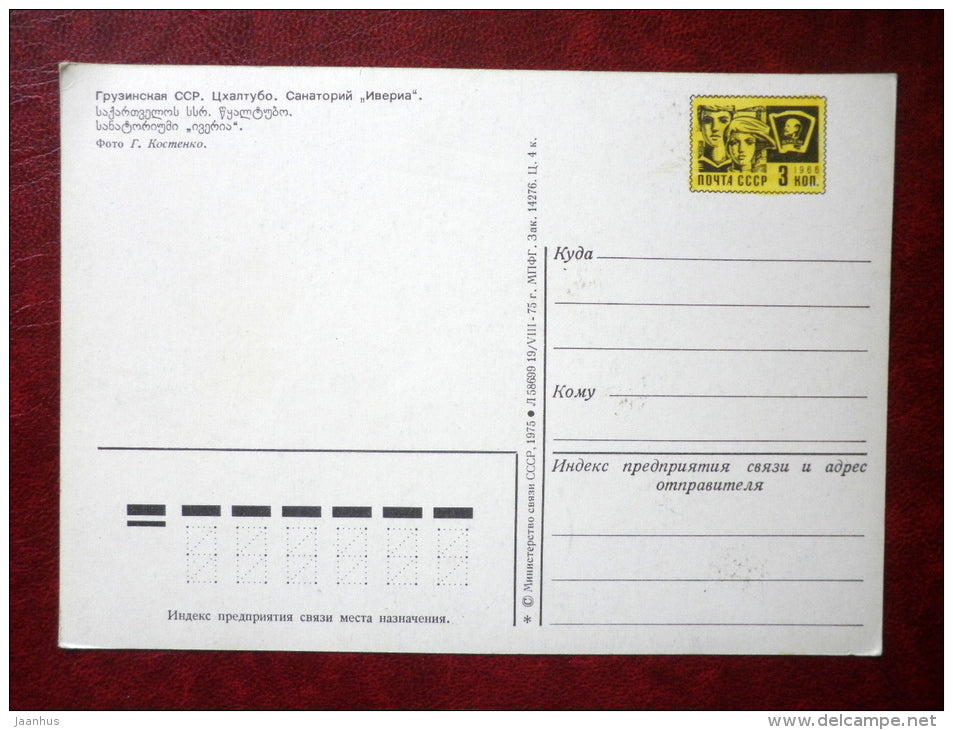 Грузинская ССР. Цхалтубо. Санаторий „Ивериа“.
საქართველოს სსრ. წყალტუბო.
სანატორიუმი „ივერია“.
Фото Г. Костенко.
ПОЧТА СССР 3 КОП.
1966
Куда
Кому
Индекс предприятия связи и адрес
отправителя
* © Министерство связи СССР, 1975 ● Л 58699 19/VIII - 75 г. МПФГ. Зак. 14276. Ц. 4 к.
Индекс предприятия связи места назначения.
Jaanhus
www.delcampe.net